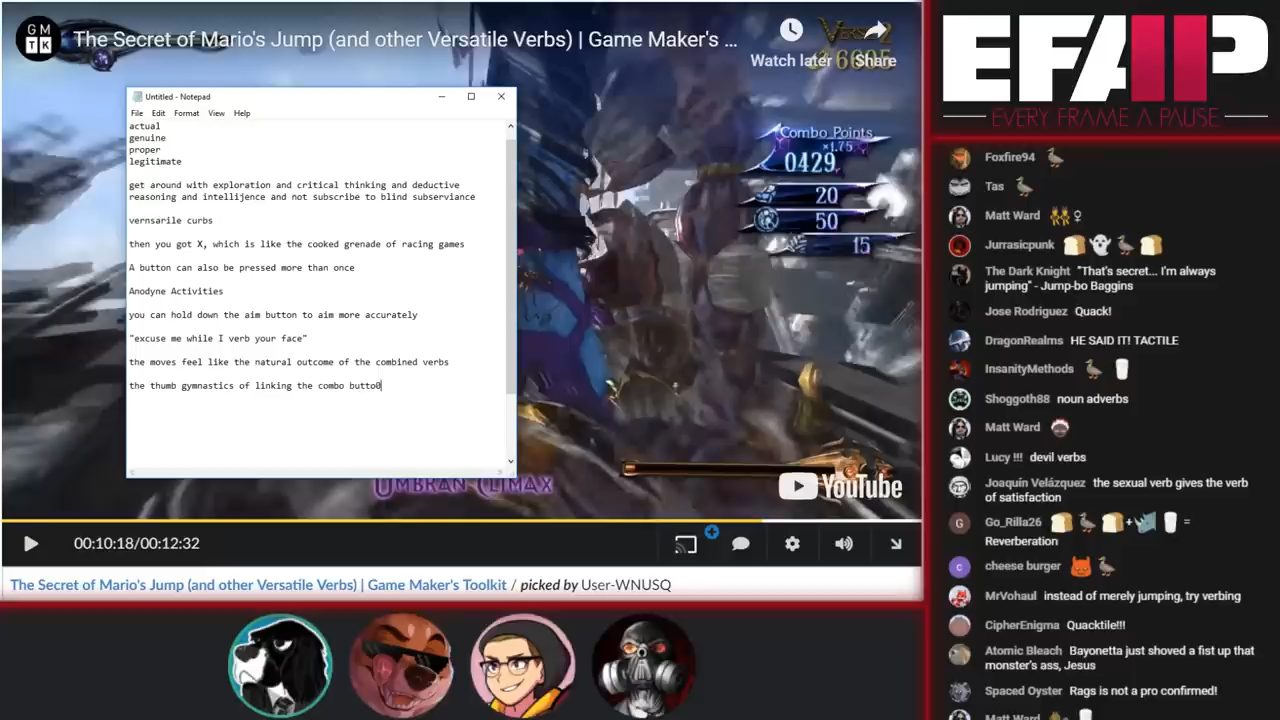 GM
TK
The Secret of Mario's Jump (and other Versatile Verbs) | Game Maker's ...
Watch later
Share
Untitled - Notepad
File Edit Format View Help
actual
genuine
proper
legitimate
get around with exploration and critical thinking and deductive
reasoning and intellijence and not subscribe to blind subserviance
vernsarile curbs
then you got X, which is like the cooked grenade of racing games
A button can also be pressed more than once
Anodyne Activities
you can hold down the aim button to aim more accurately
"excuse me while I verb your face"
the moves feel like the natural outcome of the combined verbs
the thumb gymnastics of linking the combo butto0
Combo Points
×1.75
0429
20
50
15
UMBRAN CLIMAX
YouTube
00:10:18/00:12:32
The Secret of Mario's Jump (and other Versatile Verbs) | Game Maker's Toolkit / picked by User-WNUSQ
EFAP
EVERY FRAME A PAUSE
Foxfire94
Tas
Matt Ward
Jurrasicpunk
The Dark Knight "That's secret... I'm always
jumping" - Jump-bo Baggins
Jose Rodriguez Quack!
DragonRealms HE SAID IT! TACTILE
InsanityMethods
Shoggoth88 noun adverbs
Matt Ward
Lucy !!! devil verbs
Joaquín Velázquez the sexual verb gives the verb
of satisfaction
G Go_Rilla26 + =
Reverberation
c cheese burger
MrVohaul instead of merely jumping, try verbing
CipherEnigma Quacktile!!!
Atomic Bleach Bayonetta just shoved a fist up that
monster's ass, Jesus
Spaced Oyster Rags is not a pro confirmed!
Matt Ward